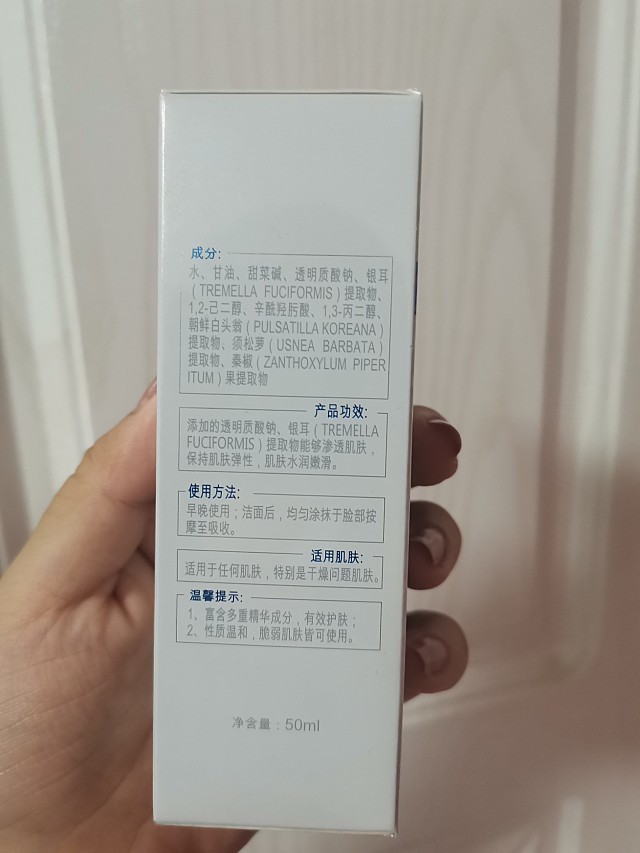 成分:
水、甘油、甜菜碱、透明质酸钠、银耳
(TREMELLA FUCIFORMIS)提取物、
1,2-己二醇、辛酰羟肟酸、1,3-丙二醇、
朝鲜白头翁(PULSATILLA KOREANA)
提取物、须松萝(USNEA BARBATA)
提取物、秦椒(ZANTHOXYLUM PIPER
ITUM)果提取物
产品功效:
添加的透明质酸钠、银耳(TREMELLA
FUCIFORMIS)提取物能够渗透肌肤，
保持肌肤弹性，肌肤水润嫩滑。
使用方法:
早晚使用；洁面后，均匀涂抹于脸部按
摩至吸收。
适用肌肤:
适用于任何肌肤，特别是干燥问题肌肤。
温馨提示:
1、富含多重精华成分，有效护肤；
2、性质温和，脆弱肌肤皆可使用。
净含量：50ml